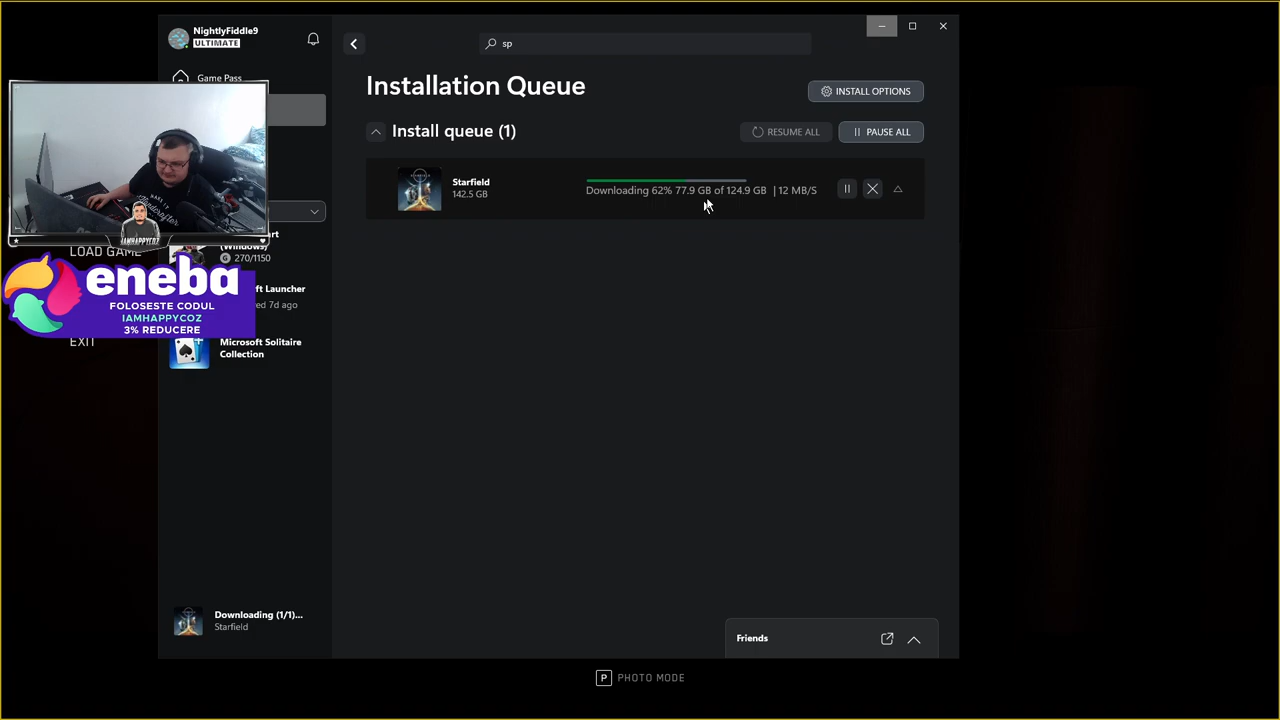 NightlyFiddle9
ULTIMATE
sp
Game Pass
Installation Queue
INSTALL OPTIONS
Install queue (1)
RESUME ALL
PAUSE ALL
Starfield
142.5 GB
Downloading 62% 77.9 GB of 124.9 GB | 12 MB/S
IAMHAPPYCOZ
LOAD GAME
(Windows)
270/1150
eneba
FOLOSESTE CODUL
IAMHAPPYCOZ
3% REDUCERE
ft Launcher
ed 7d ago
EXIT
Microsoft Solitaire
Collection
Downloading (1/1)...
Starfield
Friends
P PHOTO MODE